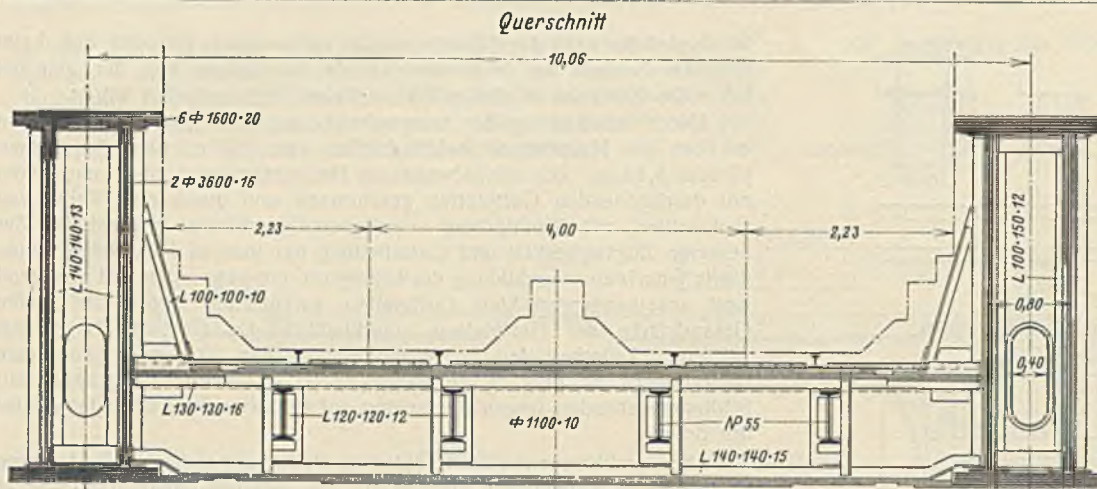 Querschnitt
10,06
6 ⌽ 1600·20
2 ⌽ 3600·16
L 140·140·13
2,23
4,00
2,23
L 100·150·12
L 100·100·10
0,80
0,40
L 130·130·16
L 120·120·12
⌽ 1100·10
Nº 55
L 140·140·15